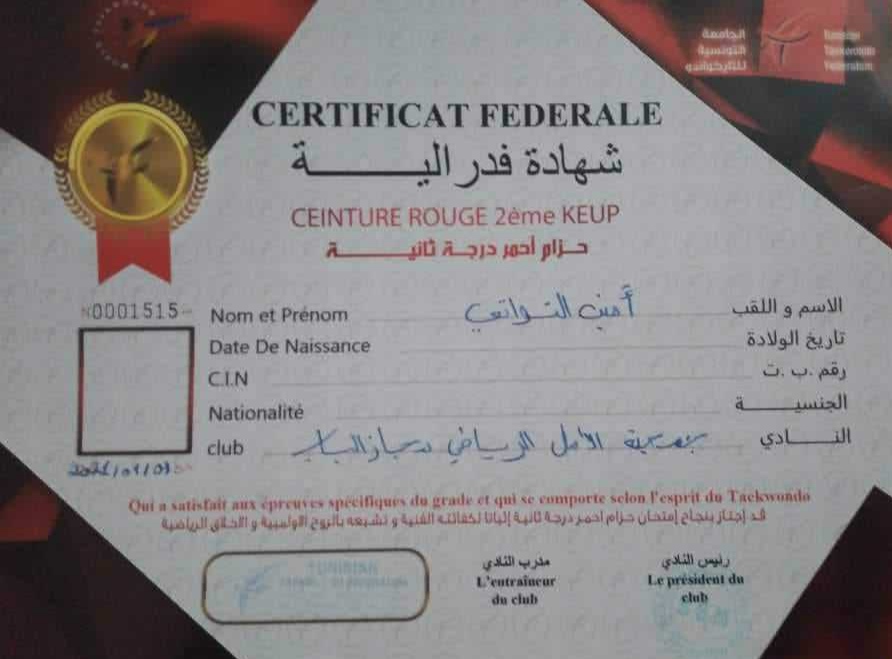 الجامعة
التونسية
للتايكواندو
Tunisian
Taekwondo
Federation
CERTIFICAT FEDERALE
شهادة فدرالية
CEINTURE ROUGE 2ème KEUP
حزام أحمر درجة ثانية
N0001515
Nom et Prénom أمين التواتي الاسم و اللقب
Date De Naissance تاريخ الولادة
C.I.N رقم ب.ت.
Nationalité الجنسية
club جمعية الأمل الرياضي بمجاز الباب النادي
Qui a satisfait aux épreuves spécifiques du grade et qui se comporte selon l'esprit du Taekwondo
قد إجتاز بنجاح إمتحان حزام احمر درجة ثانية إثباتا لكفائته الفنية و تشبعه بالروح الأولمبية و الأخلاق الرياضية
TUNISIAN
مدرب النادي
L'entraîneur
du club
رئيس النادي
Le président du
club